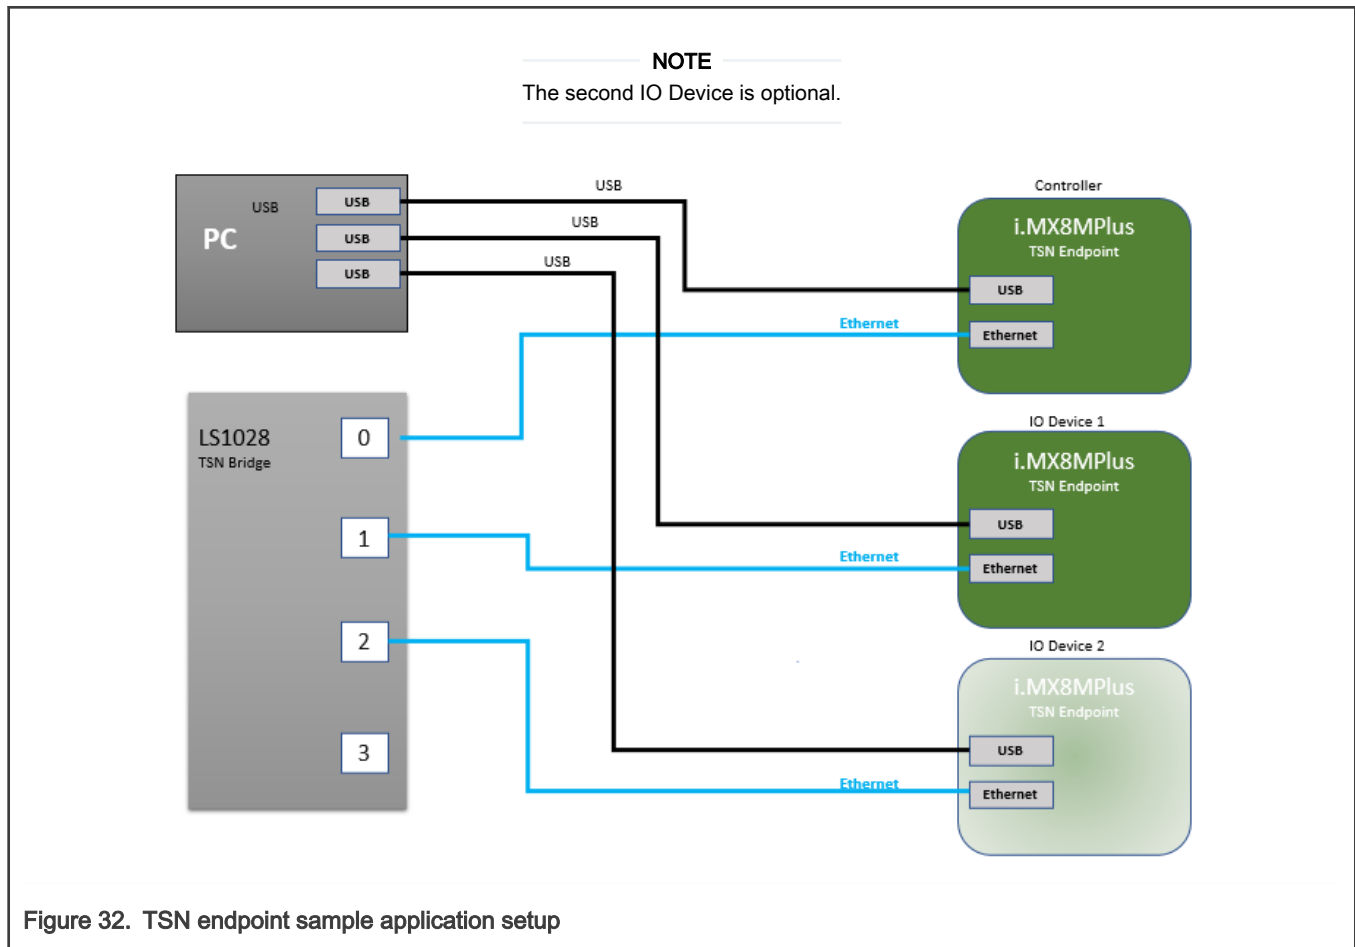 NOTE
The second IO Device is optional.
USB
PC
USB
USB
USB
USB
USB
USB
Controller
i.MX8MPlus
TSN Endpoint
USB
Ethernet
Ethernet
LS1028
TSN Bridge
0
1
2
3
IO Device 1
i.MX8MPlus
TSN Endpoint
USB
Ethernet
Ethernet
IO Device 2
i.MX8MPlus
TSN Endpoint
USB
Ethernet
Ethernet
Figure 32. TSN endpoint sample application setup